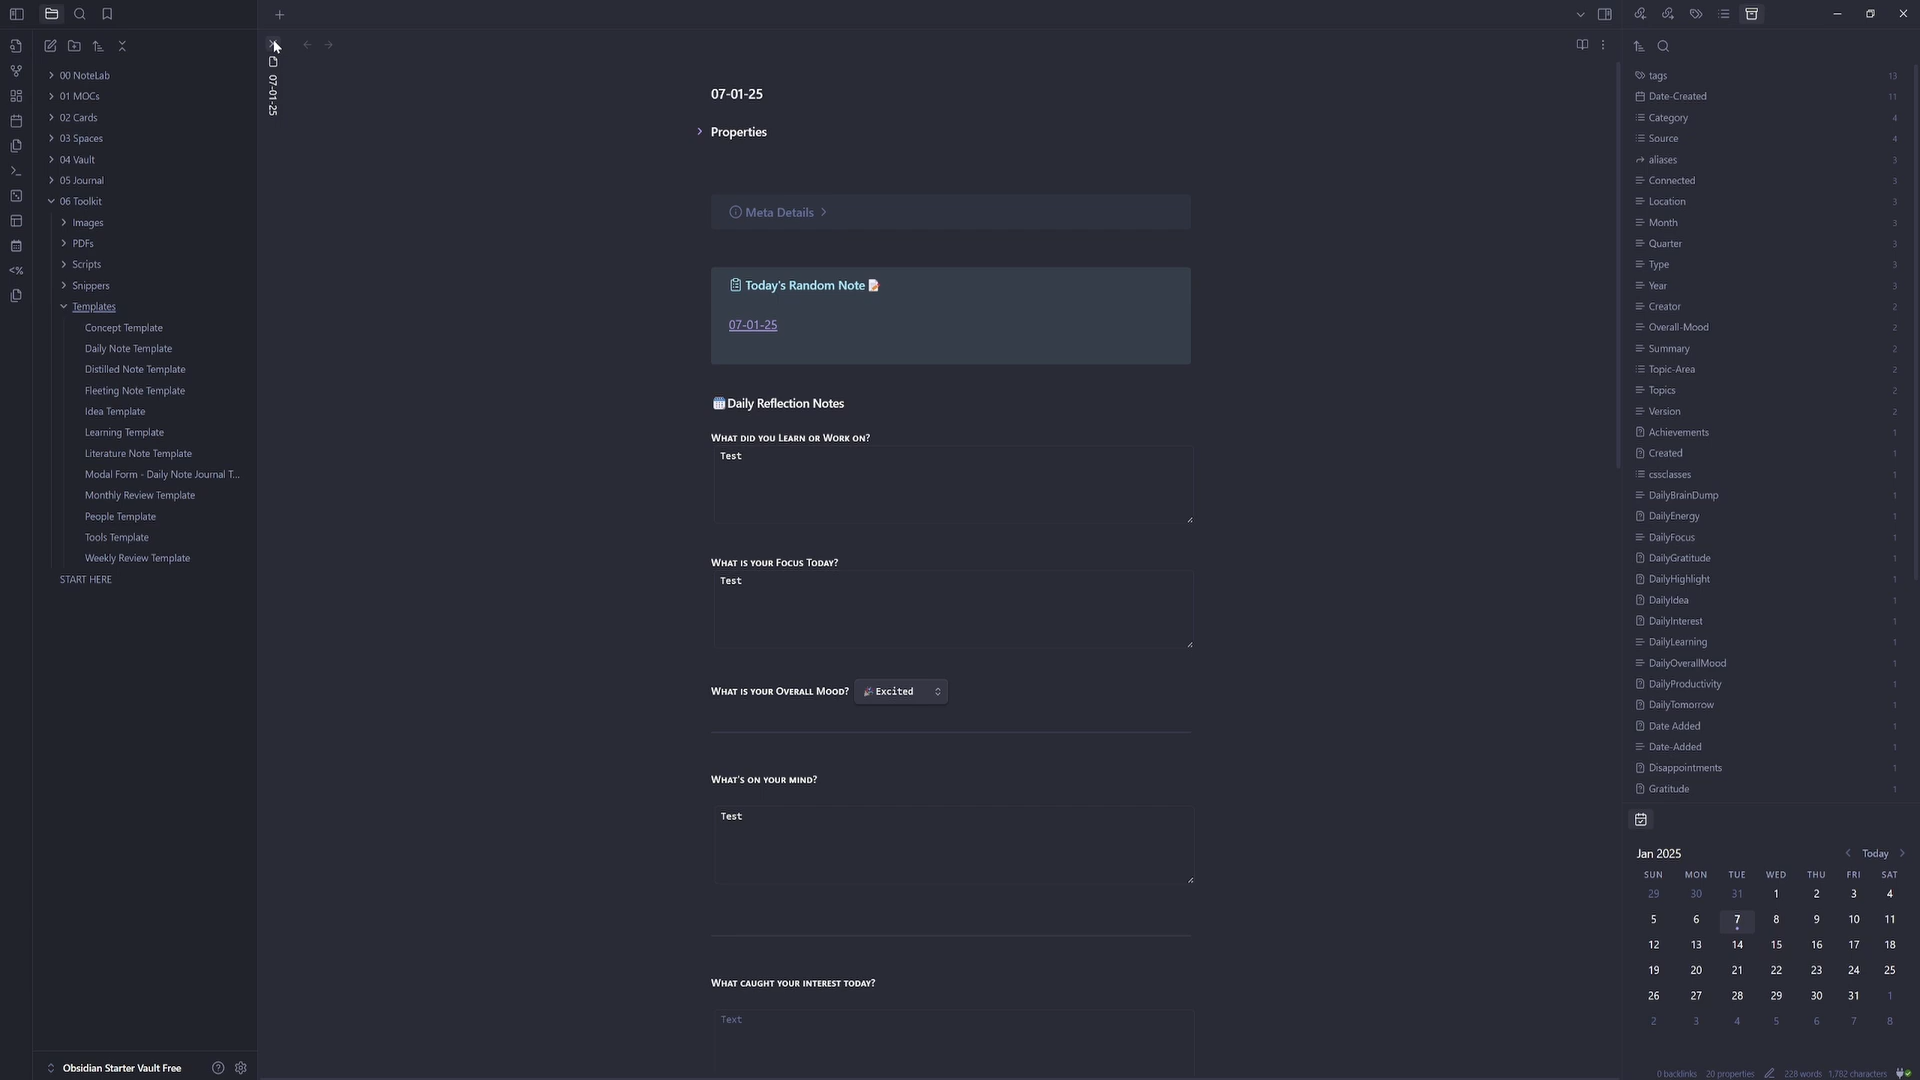 00 NoteLab
01 MOCs
02 Cards
03 Spaces
04 Vault
05 Journal
06 Toolkit
Images
PDFs
Scripts
Snippers
Templates
Concept Template
Daily Note Template
Distilled Note Template
Fleeting Note Template
Idea Template
Learning Template
Literature Note Template
Modal Form - Daily Note Journal T...
Monthly Review Template
People Template
Tools Template
Weekly Review Template
START HERE
Obsidian Starter Vault Free
07-01-25
07-01-25
Properties
Meta Details
Today's Random Note 📝
07-01-25
Daily Reflection Notes
What did you Learn or Work on?
Test
What is your Focus Today?
Test
What is your Overall Mood? 🎉Excited
What's on your mind?
Test
What caught your interest today?
Text
tags 13
Date-Created 11
Category 4
Source 4
aliases 3
Connected 3
Location 3
Month 3
Quarter 3
Type 3
Year 3
Creator 2
Overall-Mood 2
Summary 2
Topic-Area 2
Topics 2
Version 2
Achievements 1
Created 1
cssclasses 1
DailyBrainDump 1
DailyEnergy 1
DailyFocus 1
DailyGratitude 1
DailyHighlight 1
DailyIdea 1
DailyInterest 1
DailyLearning 1
DailyOverallMood 1
DailyProductivity 1
DailyTomorrow 1
Date Added 1
Date-Added 1
Disappointments 1
Gratitude 1
Jan 2025 Today
SUN MON TUE WED THU FRI SAT
29 30 31 1 2 3 4
5 6 7 8 9 10 11
12 13 14 15 16 17 18
19 20 21 22 23 24 25
26 27 28 29 30 31 1
2 3 4 5 6 7 8
0 backlinks 20 properties 228 words 1,782 characters